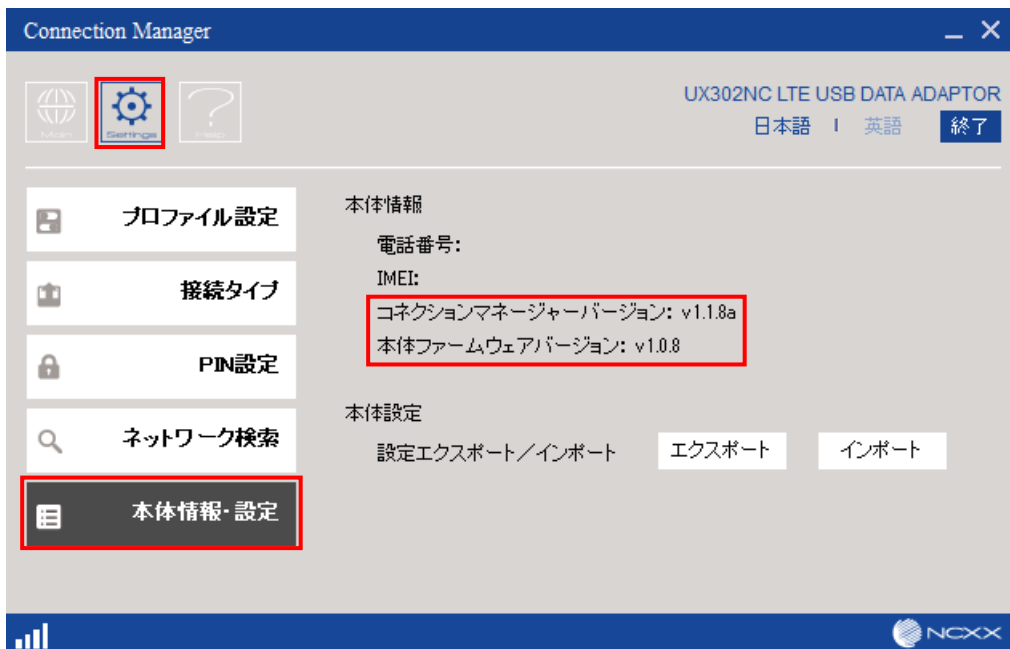 Connection Manager
Main
Settings
Help
UX302NC LTE USB DATA ADAPTOR
日本語 | 英語 終了
プロファイル設定
接続タイプ
PIN設定
ネットワーク検索
本体情報・設定
本体情報
電話番号:
IMEI:
コネクションマネージャーバージョン: v1.1.8a
本体ファームウェアバージョン: v1.0.8
本体設定
設定エクスポート／インポート エクスポート インポート
NCXX